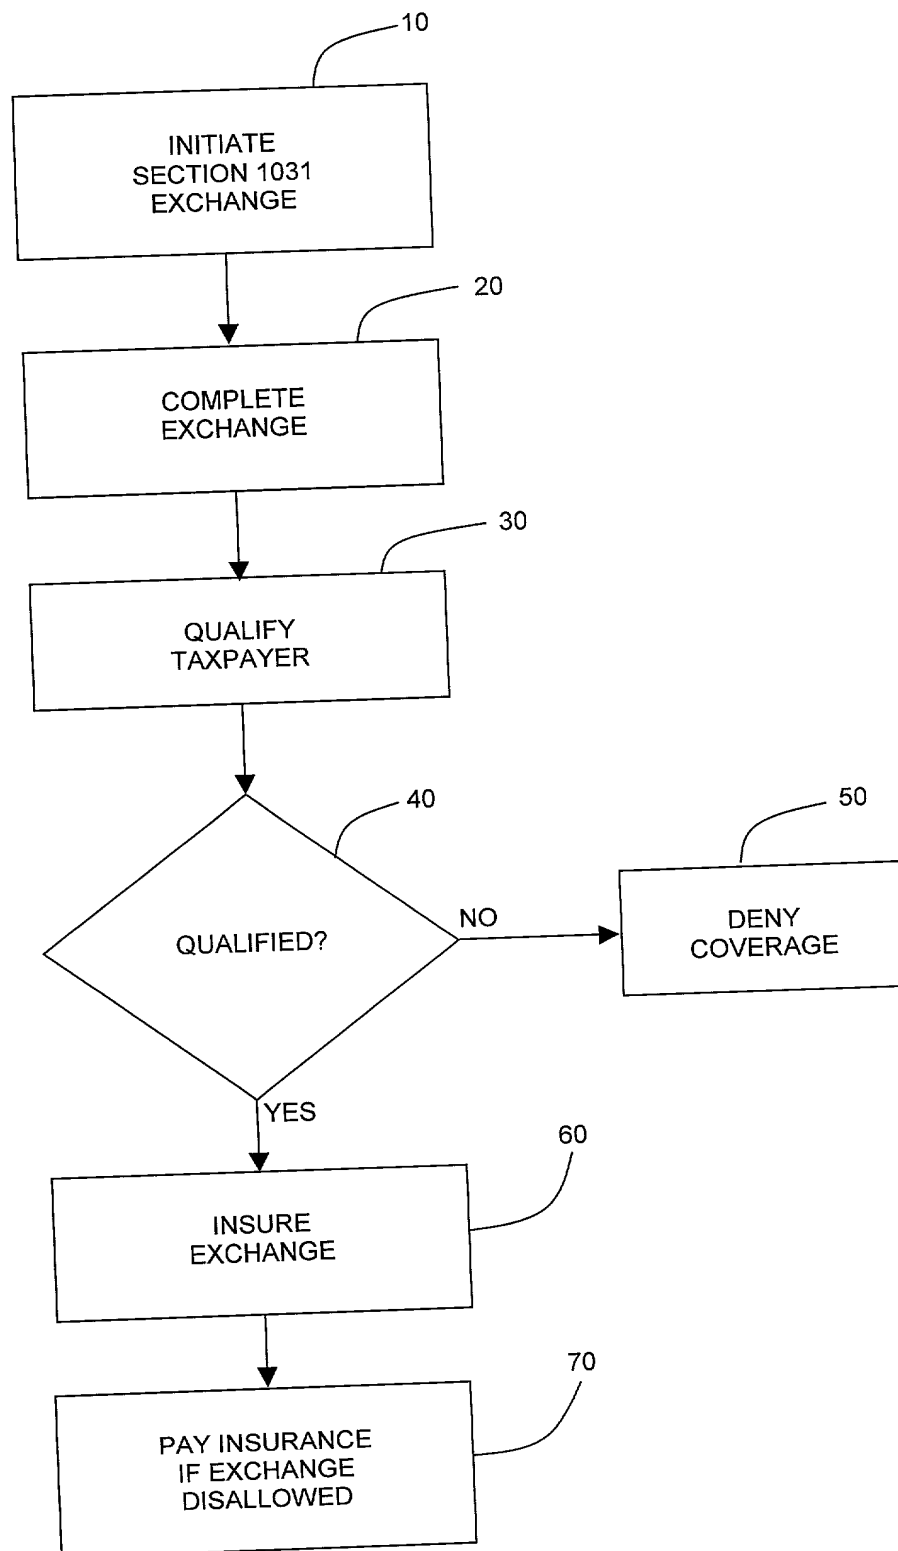 10
INITIATE
SECTION 1031
EXCHANGE
20
COMPLETE
EXCHANGE
30
QUALIFY
TAXPAYER
40
50
QUALIFIED?
NO
DENY
COVERAGE
YES
60
INSURE
EXCHANGE
70
PAY INSURANCE
IF EXCHANGE
DISALLOWED